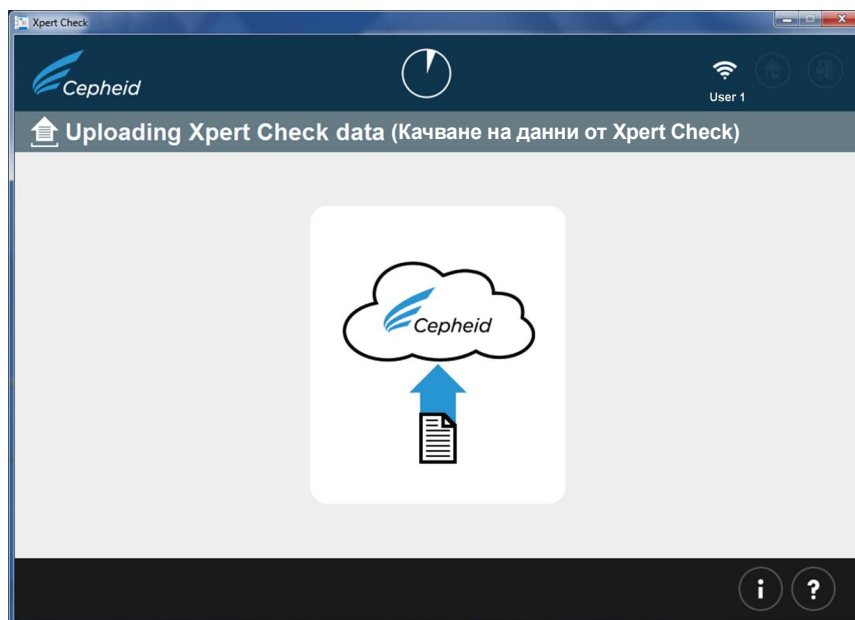 Xpert Check
Cepheid
User 1
Uploading Xpert Check data (Качване на данни от Xpert Check)
Cepheid
i ?